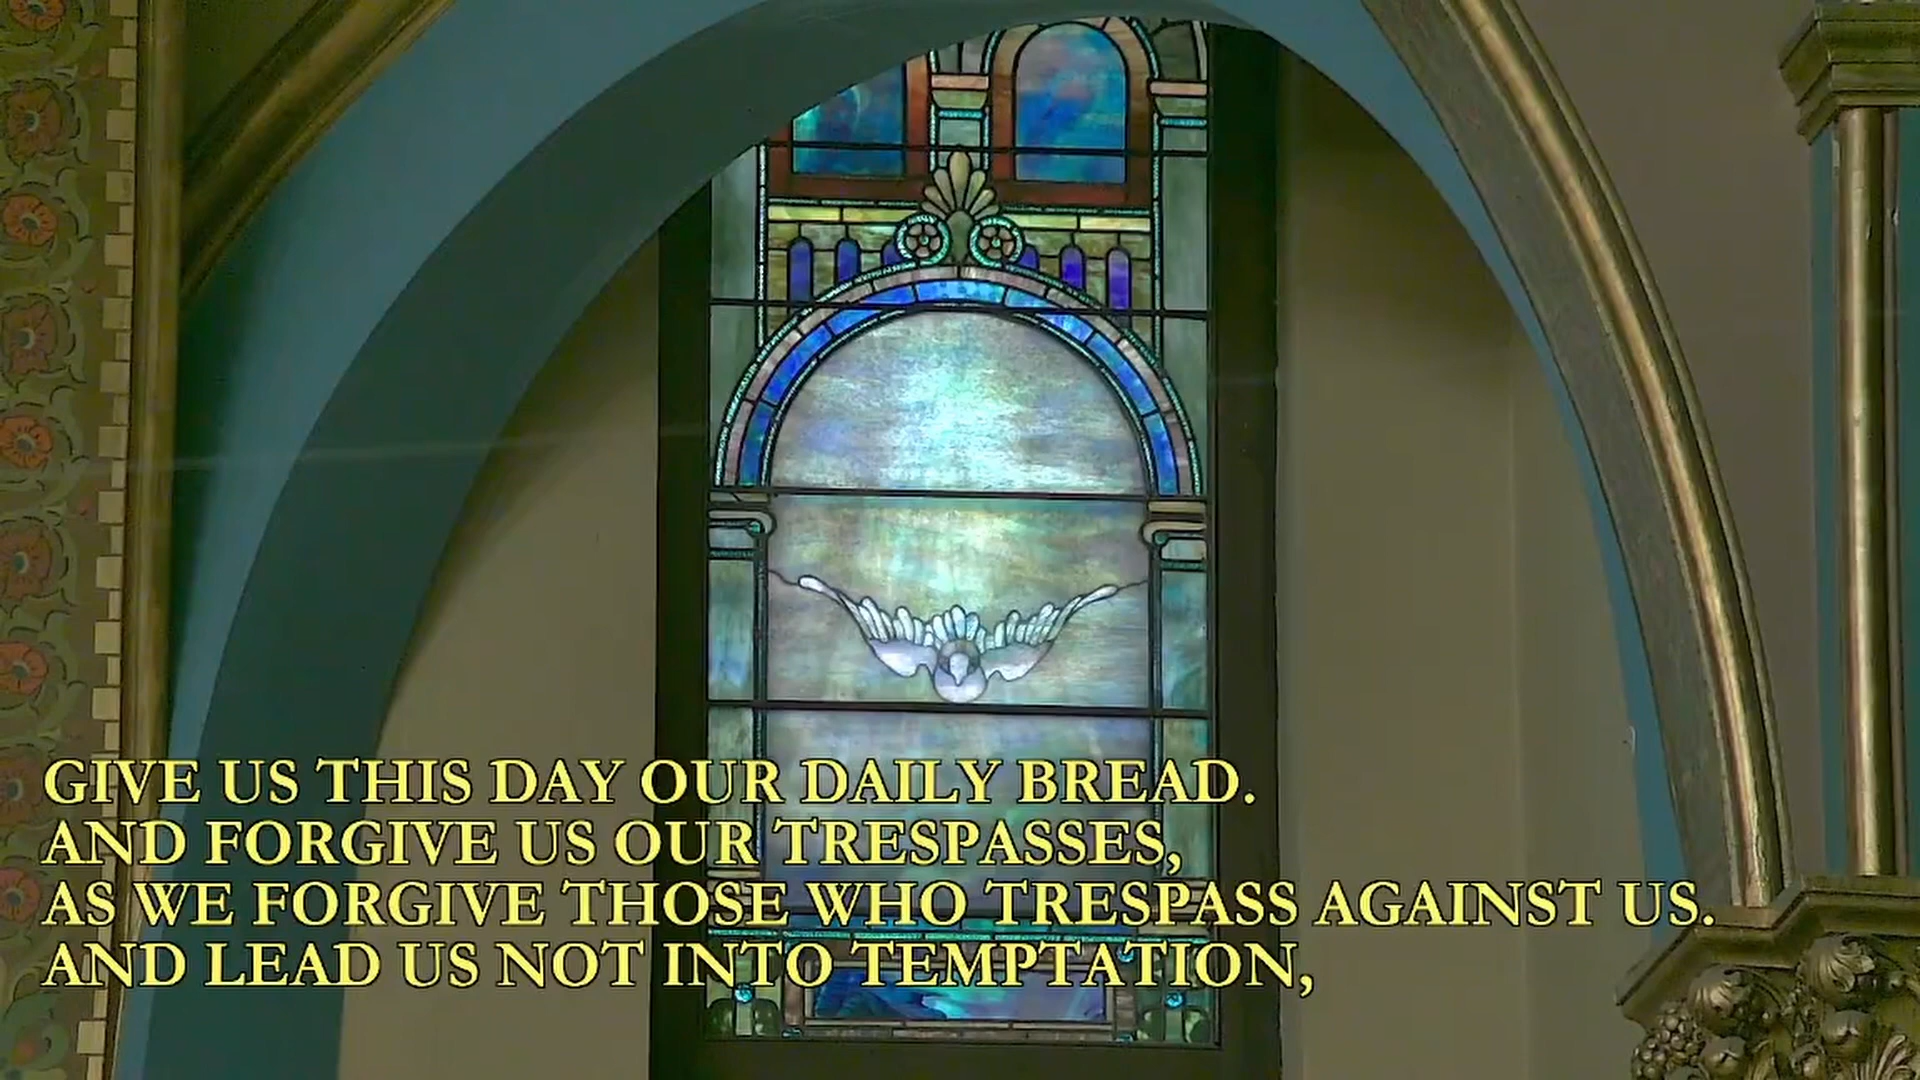 GIVE US THIS DAY OUR DAILY BREAD.
AND FORGIVE US OUR TRESPASSES,
AS WE FORGIVE THOSE WHO TRESPASS AGAINST US.
AND LEAD US NOT INTO TEMPTATION,